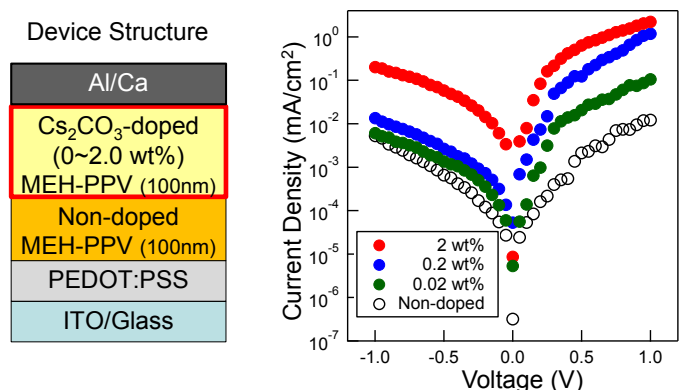 Device Structure
Al/Ca
Cs₂CO₃-doped
(0~2.0 wt%)
MEH-PPV (100nm)
Non-doped
MEH-PPV (100nm)
PEDOT:PSS
ITO/Glass
Current Density (mA/cm²)
10⁰
10⁻¹
10⁻²
10⁻³
10⁻⁴
10⁻⁵
10⁻⁶
10⁻⁷
2 wt%
0.2 wt%
0.02 wt%
Non-doped
-1.0 -0.5 0.0 0.5 1.0
Voltage (V)